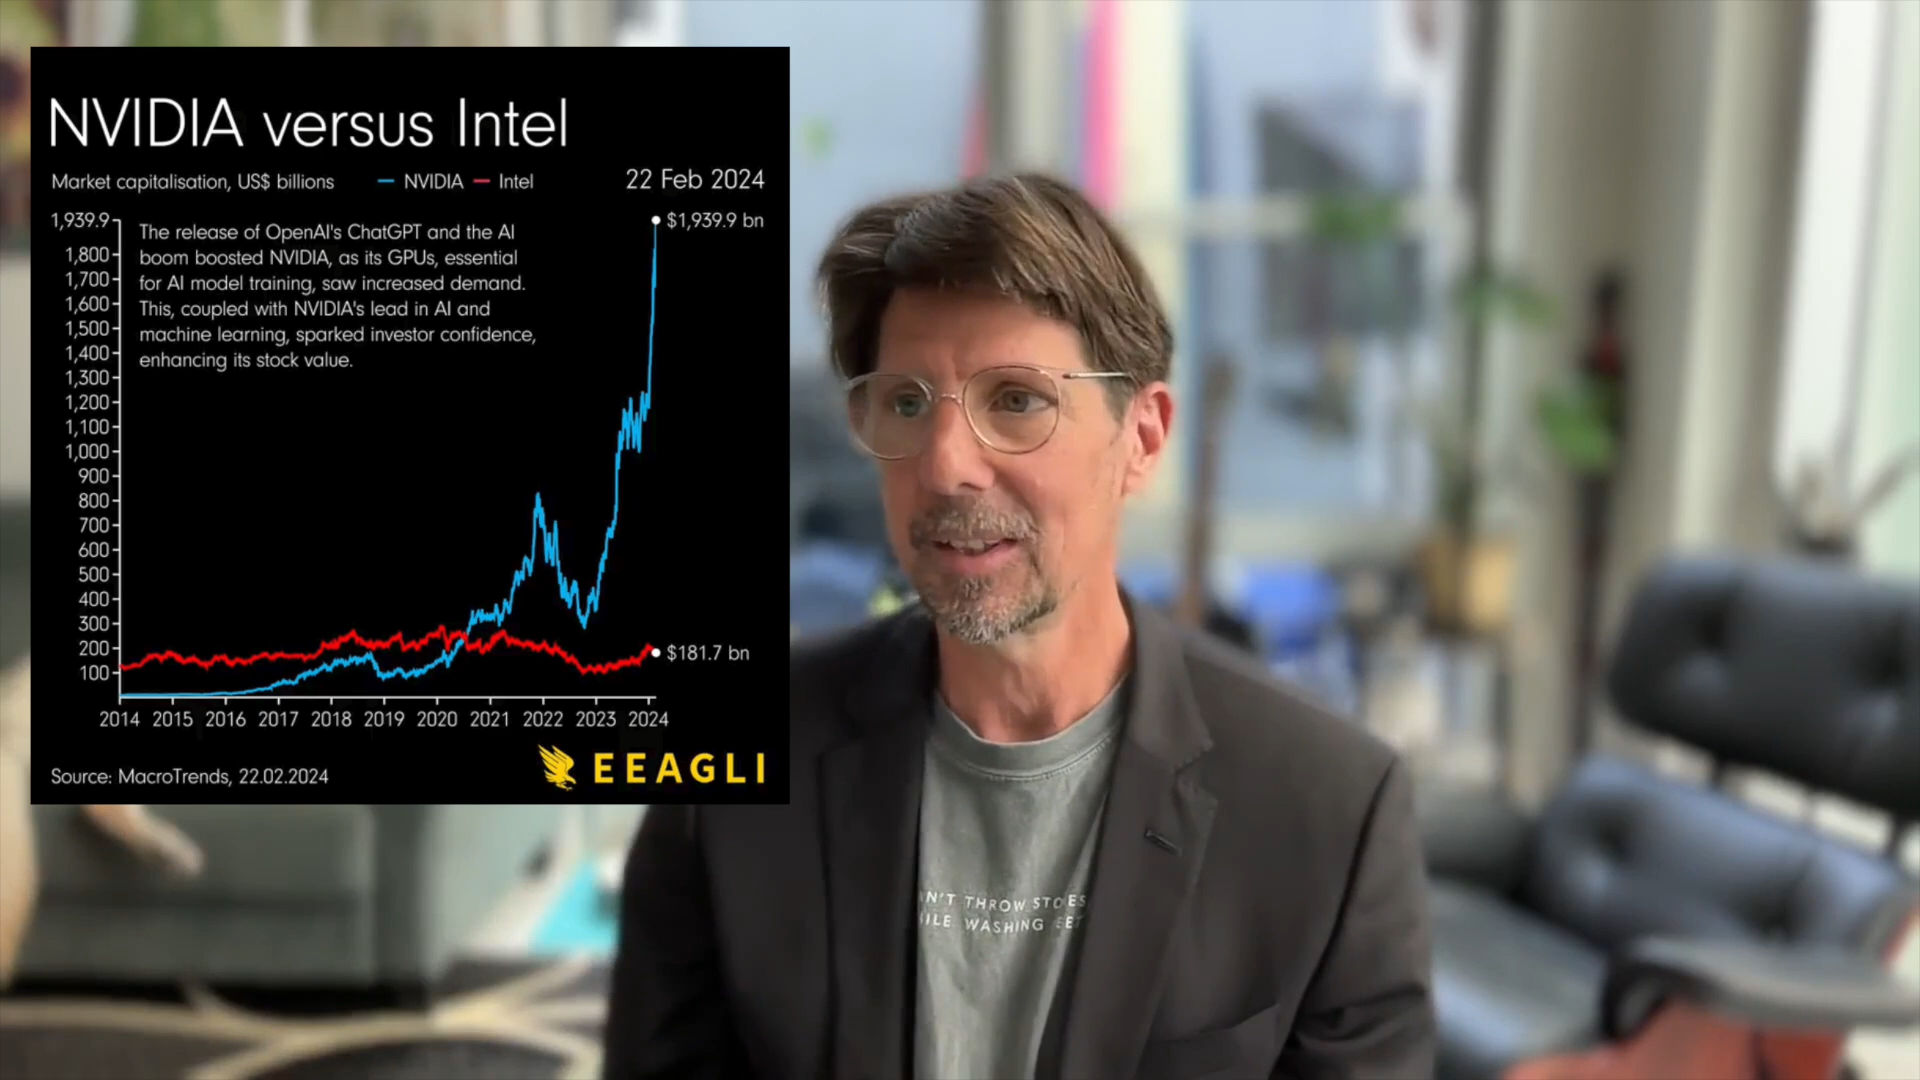 NVIDIA versus Intel
Market capitalisation, US$ billions
NVIDIA
Intel
22 Feb 2024
The release of OpenAI's ChatGPT and the AI
boom boosted NVIDIA, as its GPUs, essential
for AI model training, saw increased demand.
This, coupled with NVIDIA's lead in AI and
machine learning, sparked investor confidence,
enhancing its stock value.
1,939.9
1,800
1,700
1,600
1,500
1,400
1,300
1,200
1,100
1,000
900
800
700
600
500
400
300
200
100
$1,939.9 bn
$181.7 bn
2014 2015 2016 2017 2018 2019 2020 2021 2022 2023 2024
Source: MacroTrends, 22.02.2024
EEAGLI
N'T THROW STO ES
ILE WASHING